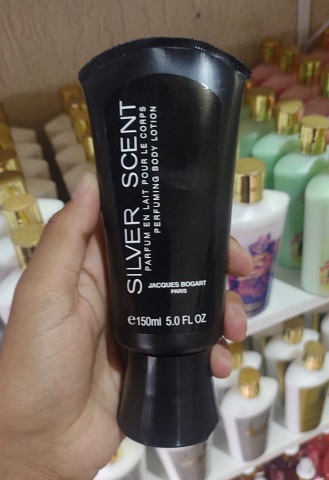 SILVER SCENT
PARFUM EN LAIT POUR LE CORPS
PERFUMING BODY LOTION
JACQUES BOGART
PARIS
℮150ml 5.0 FL OZ